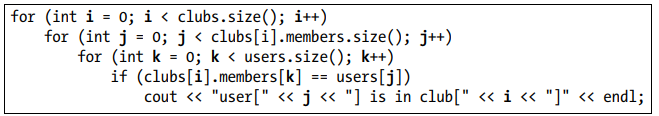 for (int i = 0; i < clubs.size(); i++)
    for (int j = 0; j < clubs[i].members.size(); j++)
        for (int k = 0; k < users.size(); k++)
            if (clubs[i].members[k] == users[j])
                cout << "user[" << j << "] is in club[" << i << "]" << endl;